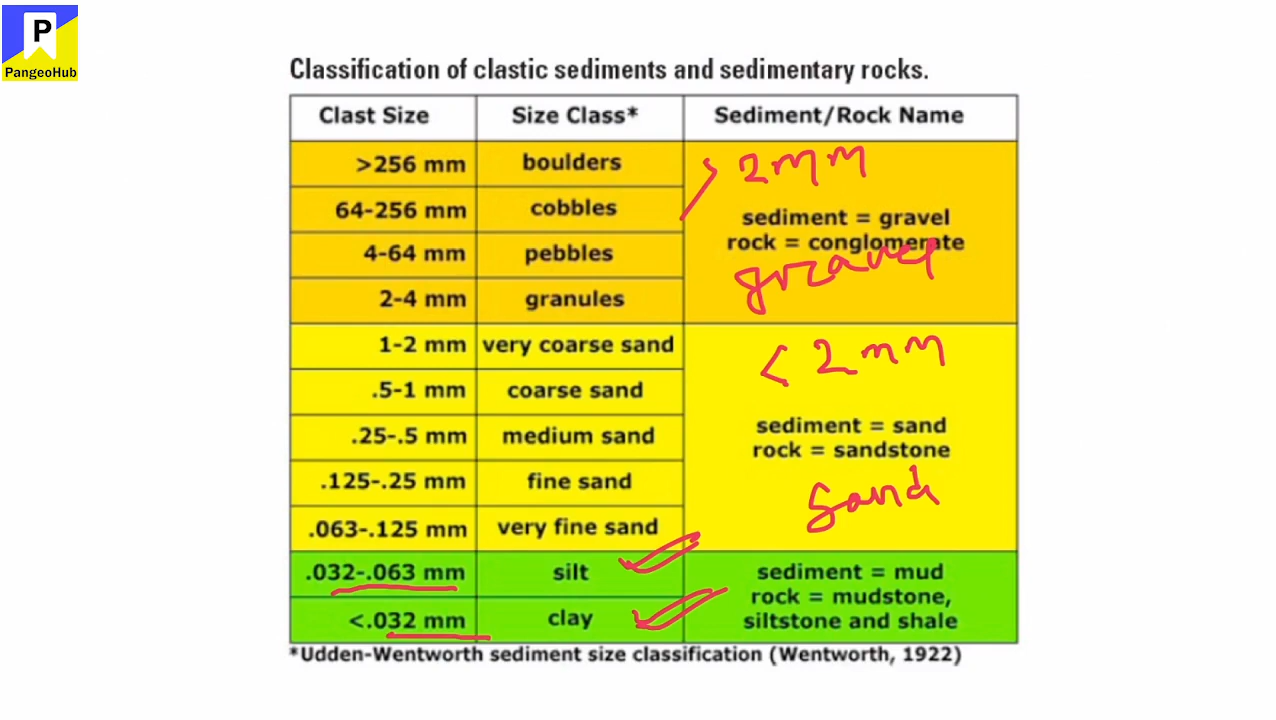 P
PangeoHub
Classification of clastic sediments and sedimentary rocks.
Clast Size Size Class* Sediment/Rock Name
>256 mm boulders
> 2mm
64-256 mm cobbles
sediment = gravel
rock = conglomerate
4-64 mm pebbles
gravel
2-4 mm granules
1-2 mm very coarse sand
< 2mm
.5-1 mm coarse sand
sediment = sand
.25-.5 mm medium sand
rock = sandstone
.125-.25 mm fine sand
sand
.063-.125 mm very fine sand
.032-.063 mm silt sediment = mud
rock = mudstone,
<.032 mm clay siltstone and shale
*Udden-Wentworth sediment size classification (Wentworth, 1922)